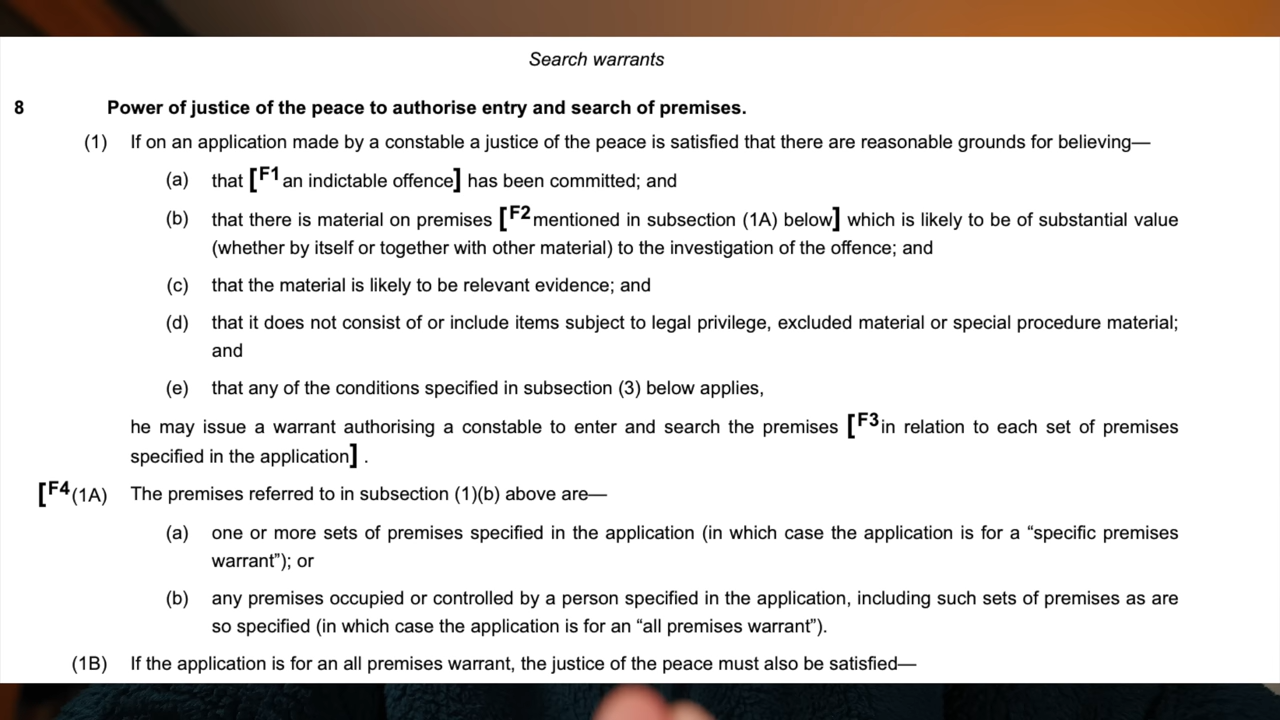 Search warrants
8 Power of justice of the peace to authorise entry and search of premises.
(1) If on an application made by a constable a justice of the peace is satisfied that there are reasonable grounds for believing—
(a) that [F1 an indictable offence] has been committed; and
(b) that there is material on premises [F2 mentioned in subsection (1A) below] which is likely to be of substantial value
(whether by itself or together with other material) to the investigation of the offence; and
(c) that the material is likely to be relevant evidence; and
(d) that it does not consist of or include items subject to legal privilege, excluded material or special procedure material;
and
(e) that any of the conditions specified in subsection (3) below applies,
he may issue a warrant authorising a constable to enter and search the premises [F3 in relation to each set of premises
specified in the application] .
[F4 (1A) The premises referred to in subsection (1)(b) above are—
(a) one or more sets of premises specified in the application (in which case the application is for a “specific premises
warrant”); or
(b) any premises occupied or controlled by a person specified in the application, including such sets of premises as are
so specified (in which case the application is for an “all premises warrant”).
(1B) If the application is for an all premises warrant, the justice of the peace must also be satisfied—